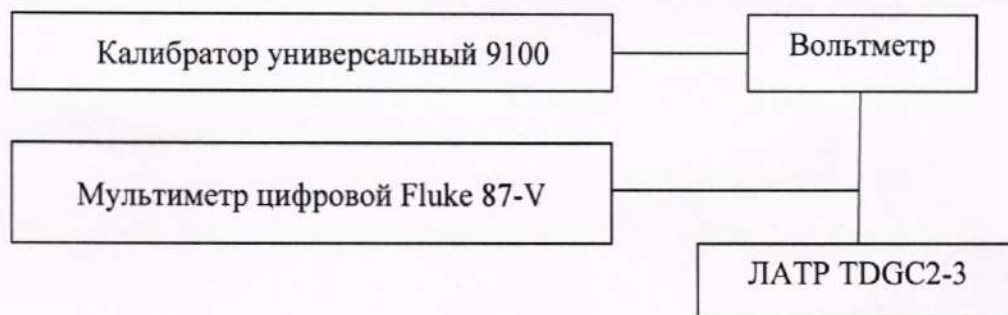 Калибратор универсальный 9100
Вольтметр
Мультиметр цифровой Fluke 87-V
ЛАТР TDGC2-3